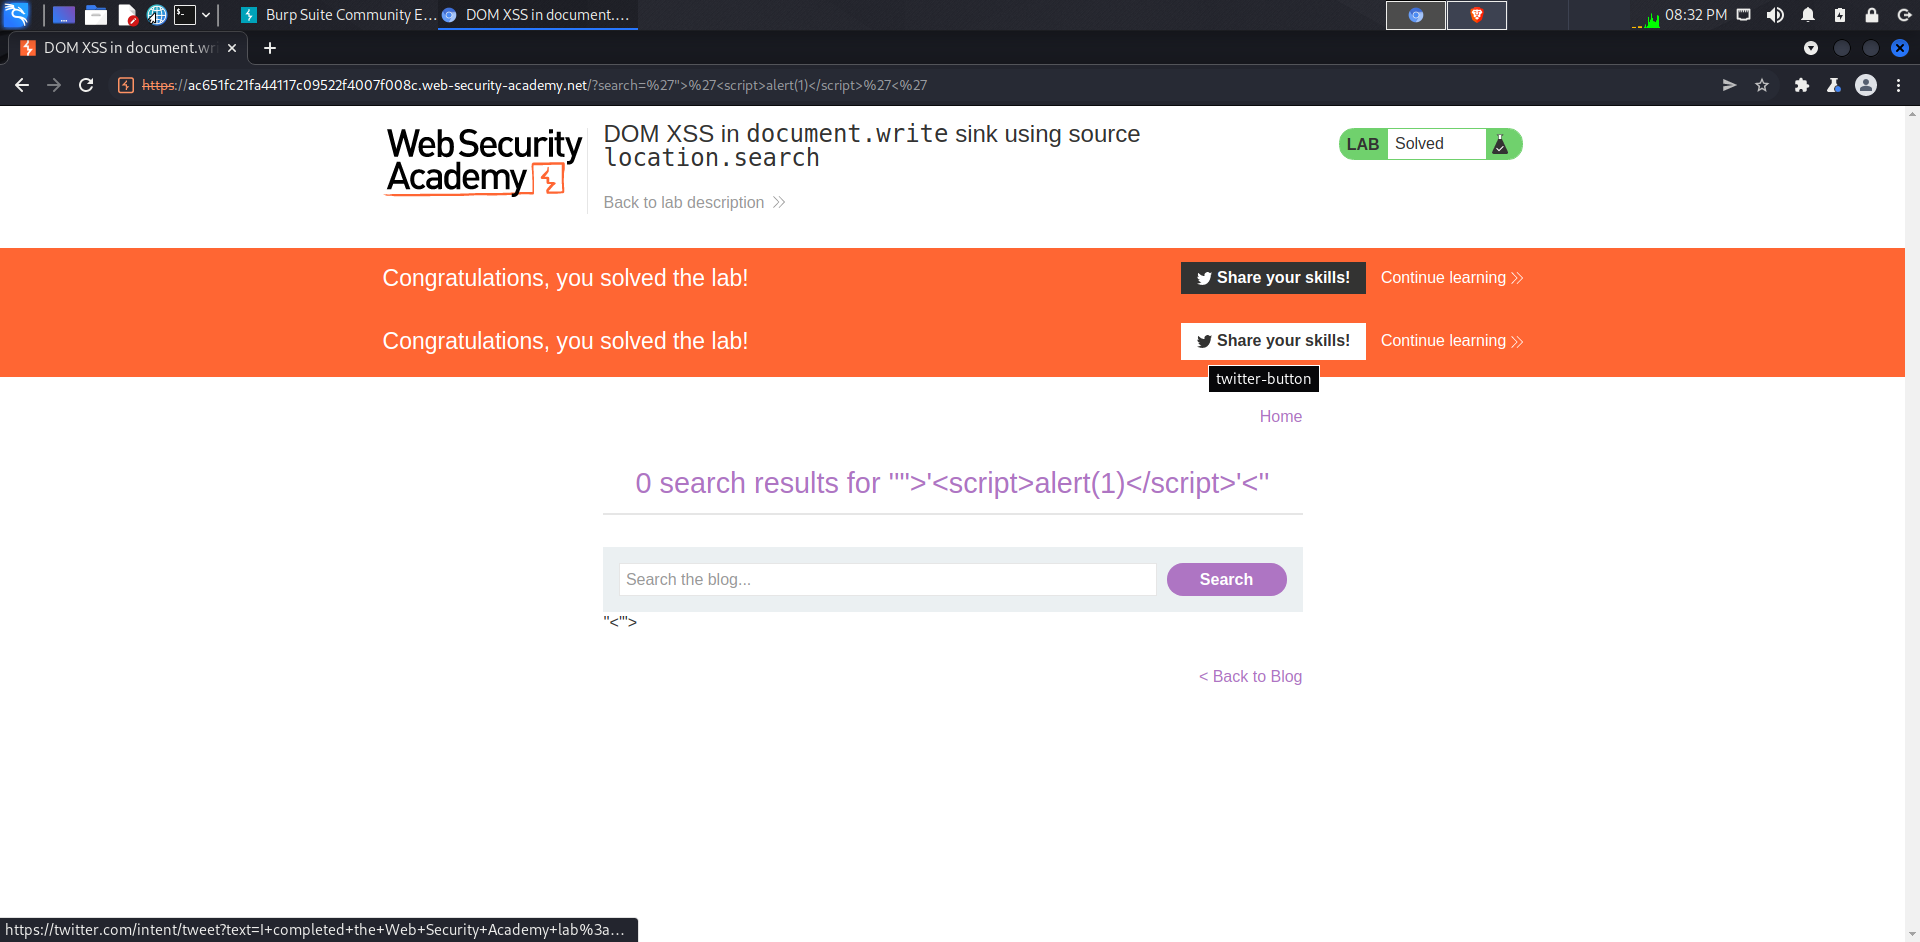 Burp Suite Community E...
DOM XSS in document....
08:32 PM
DOM XSS in document.wri
https://ac651fc21fa44117c09522f4007f008c.web-security-academy.net/?search=%27">%27<script>alert(1)</script>%27<%27
WebSecurity
Academy
DOM XSS in document.write sink using source
location.search
LAB Solved
Back to lab description
Congratulations, you solved the lab!
Share your skills! Continue learning
Congratulations, you solved the lab!
Share your skills! Continue learning
twitter-button
Home
0 search results for ''">'<script>alert(1)</script>'<''
Search the blog...
Search
'"<'">
< Back to Blog
https://twitter.com/intent/tweet?text=I+completed+the+Web+Security+Academy+lab%3a...